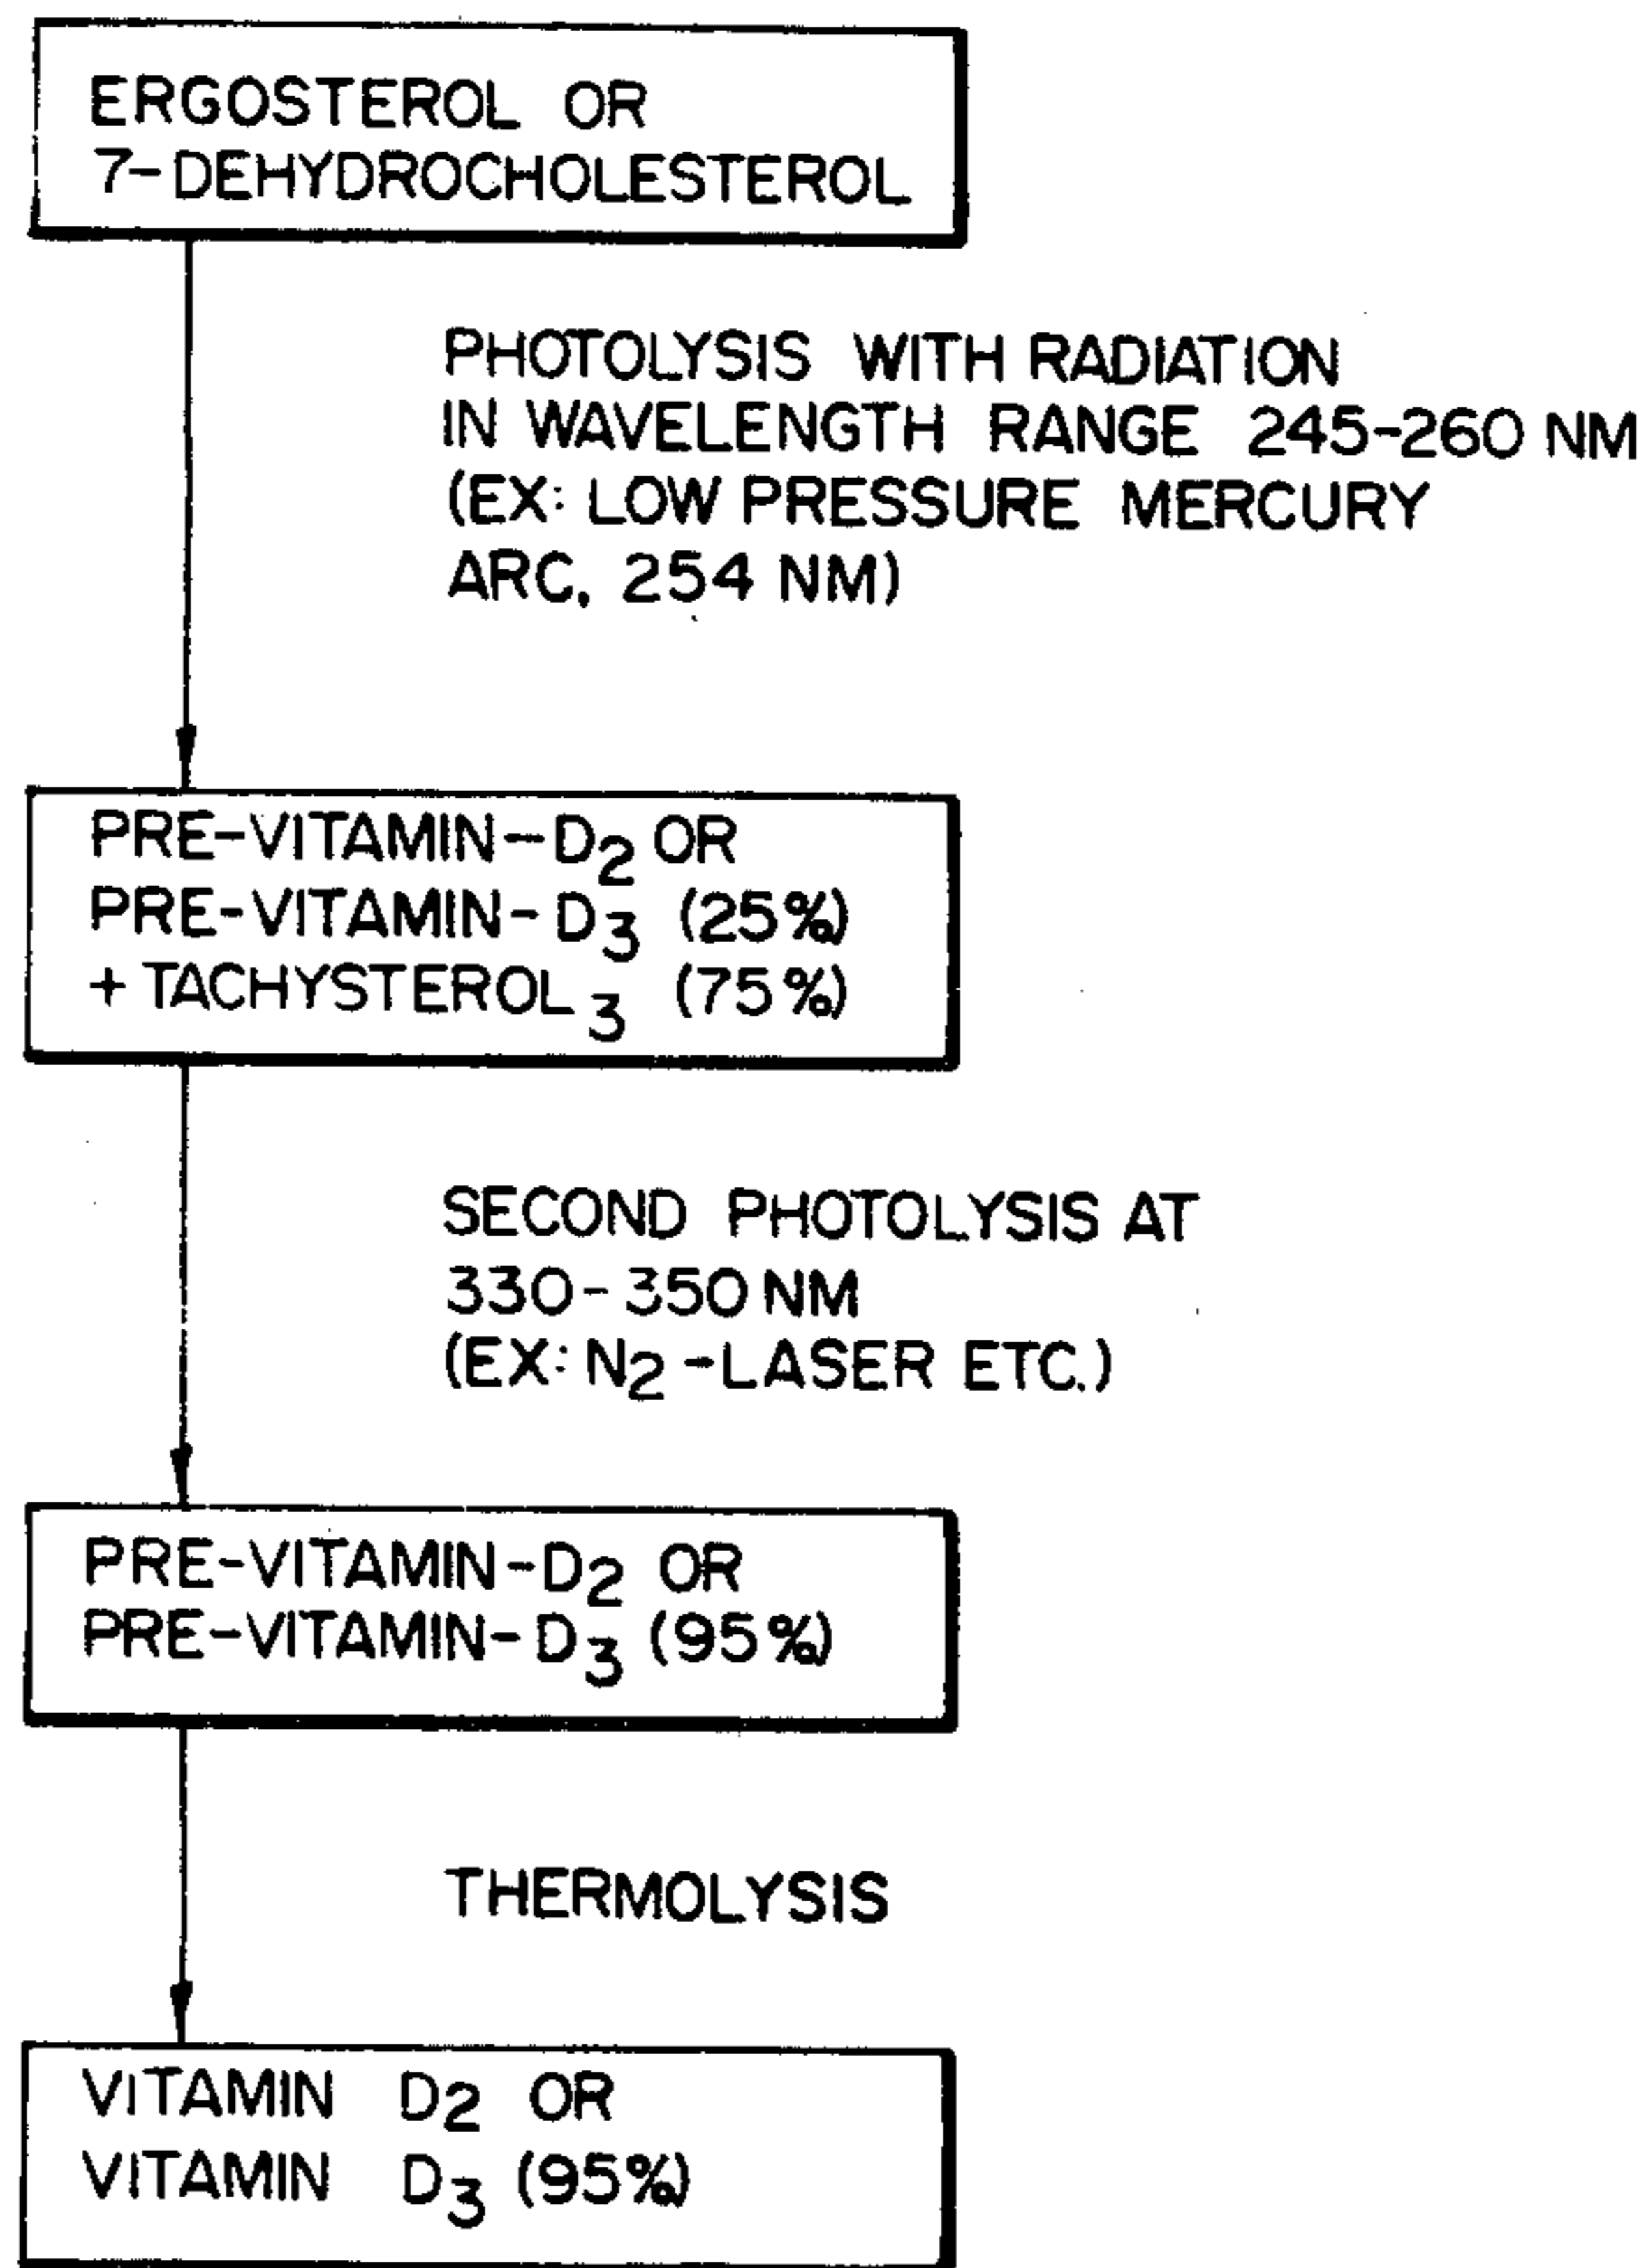 ERGOSTEROL OR
7-DEHYDROCHOLESTEROL
PHOTOLYSIS WITH RADIATION
IN WAVELENGTH RANGE 245-260 NM
(EX: LOW PRESSURE MERCURY
ARC, 254 NM)
PRE-VITAMIN-D2 OR
PRE-VITAMIN-D3 (25%)
+ TACHYSTEROL3 (75%)
SECOND PHOTOLYSIS AT
330-350 NM
(EX: N2-LASER ETC.)
PRE-VITAMIN-D2 OR
PRE-VITAMIN-D3 (95%)
THERMOLYSIS
VITAMIN D2 OR
VITAMIN D3 (95%)